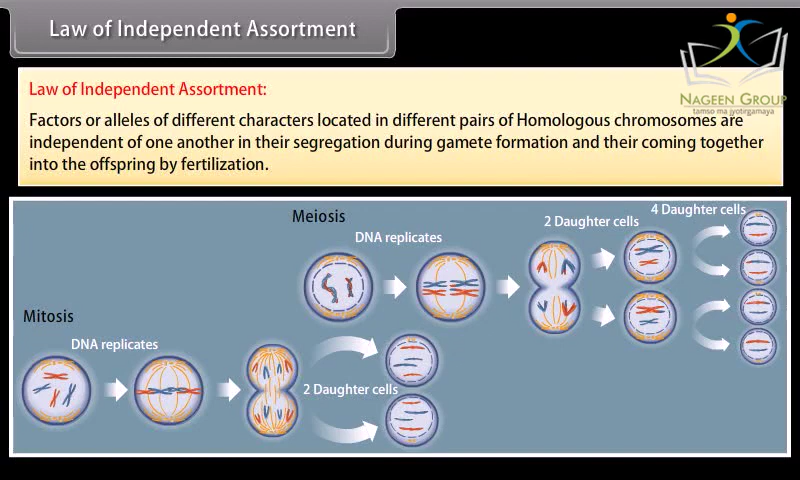 Law of Independent Assortment
NAGEEN GROUP
tamso ma jyotirgamaya
Law of Independent Assortment:
Factors or alleles of different characters located in different pairs of Homologous chromosomes are
independent of one another in their segregation during gamete formation and their coming together
into the offspring by fertilization.
Meiosis
DNA replicates
2 Daughter cells
4 Daughter cells
Mitosis
DNA replicates
2 Daughter cells